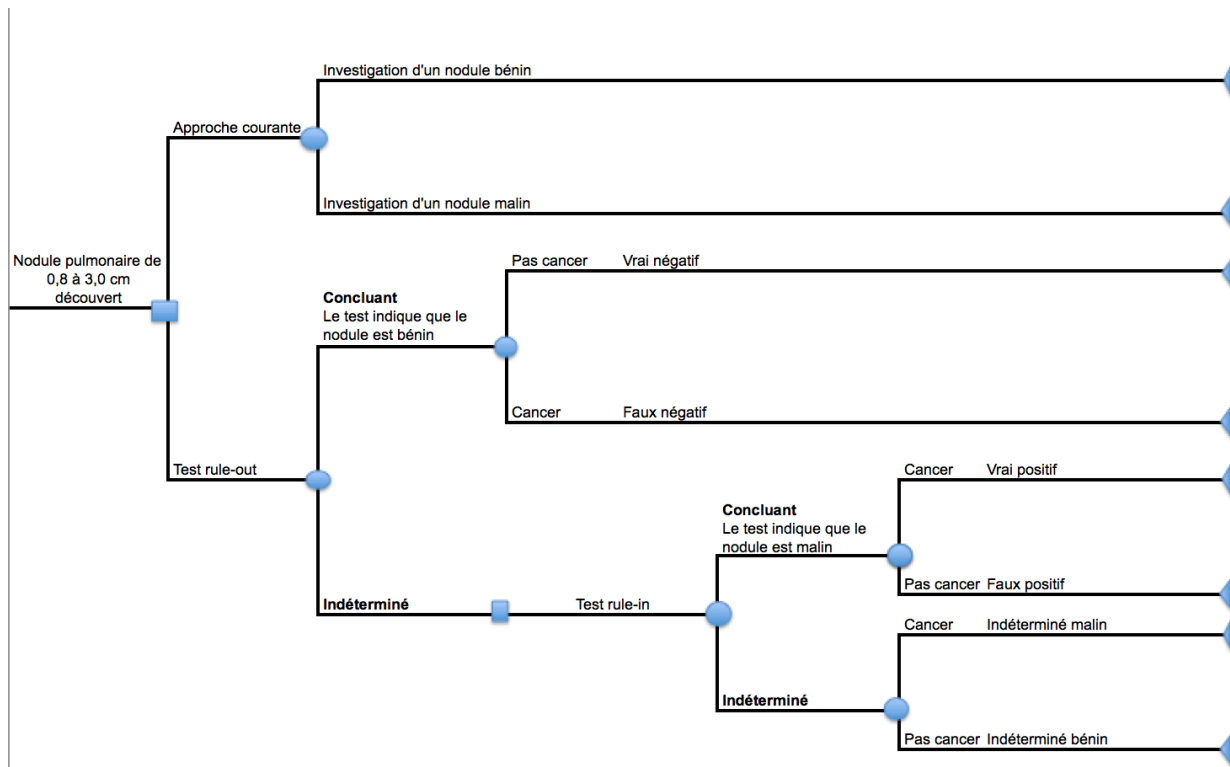 Investigation d'un nodule bénin
Approche courante
Investigation d'un nodule malin
Nodule pulmonaire de
0,8 à 3,0 cm
découvert
Pas cancer Vrai négatif
Concluant
Le test indique que le
nodule est bénin
Cancer Faux négatif
Test rule-out
Cancer Vrai positif
Concluant
Le test indique que le
nodule est malin
Pas cancer Faux positif
Indéterminé
Test rule-in
Cancer Indéterminé malin
Indéterminé
Pas cancer Indéterminé bénin